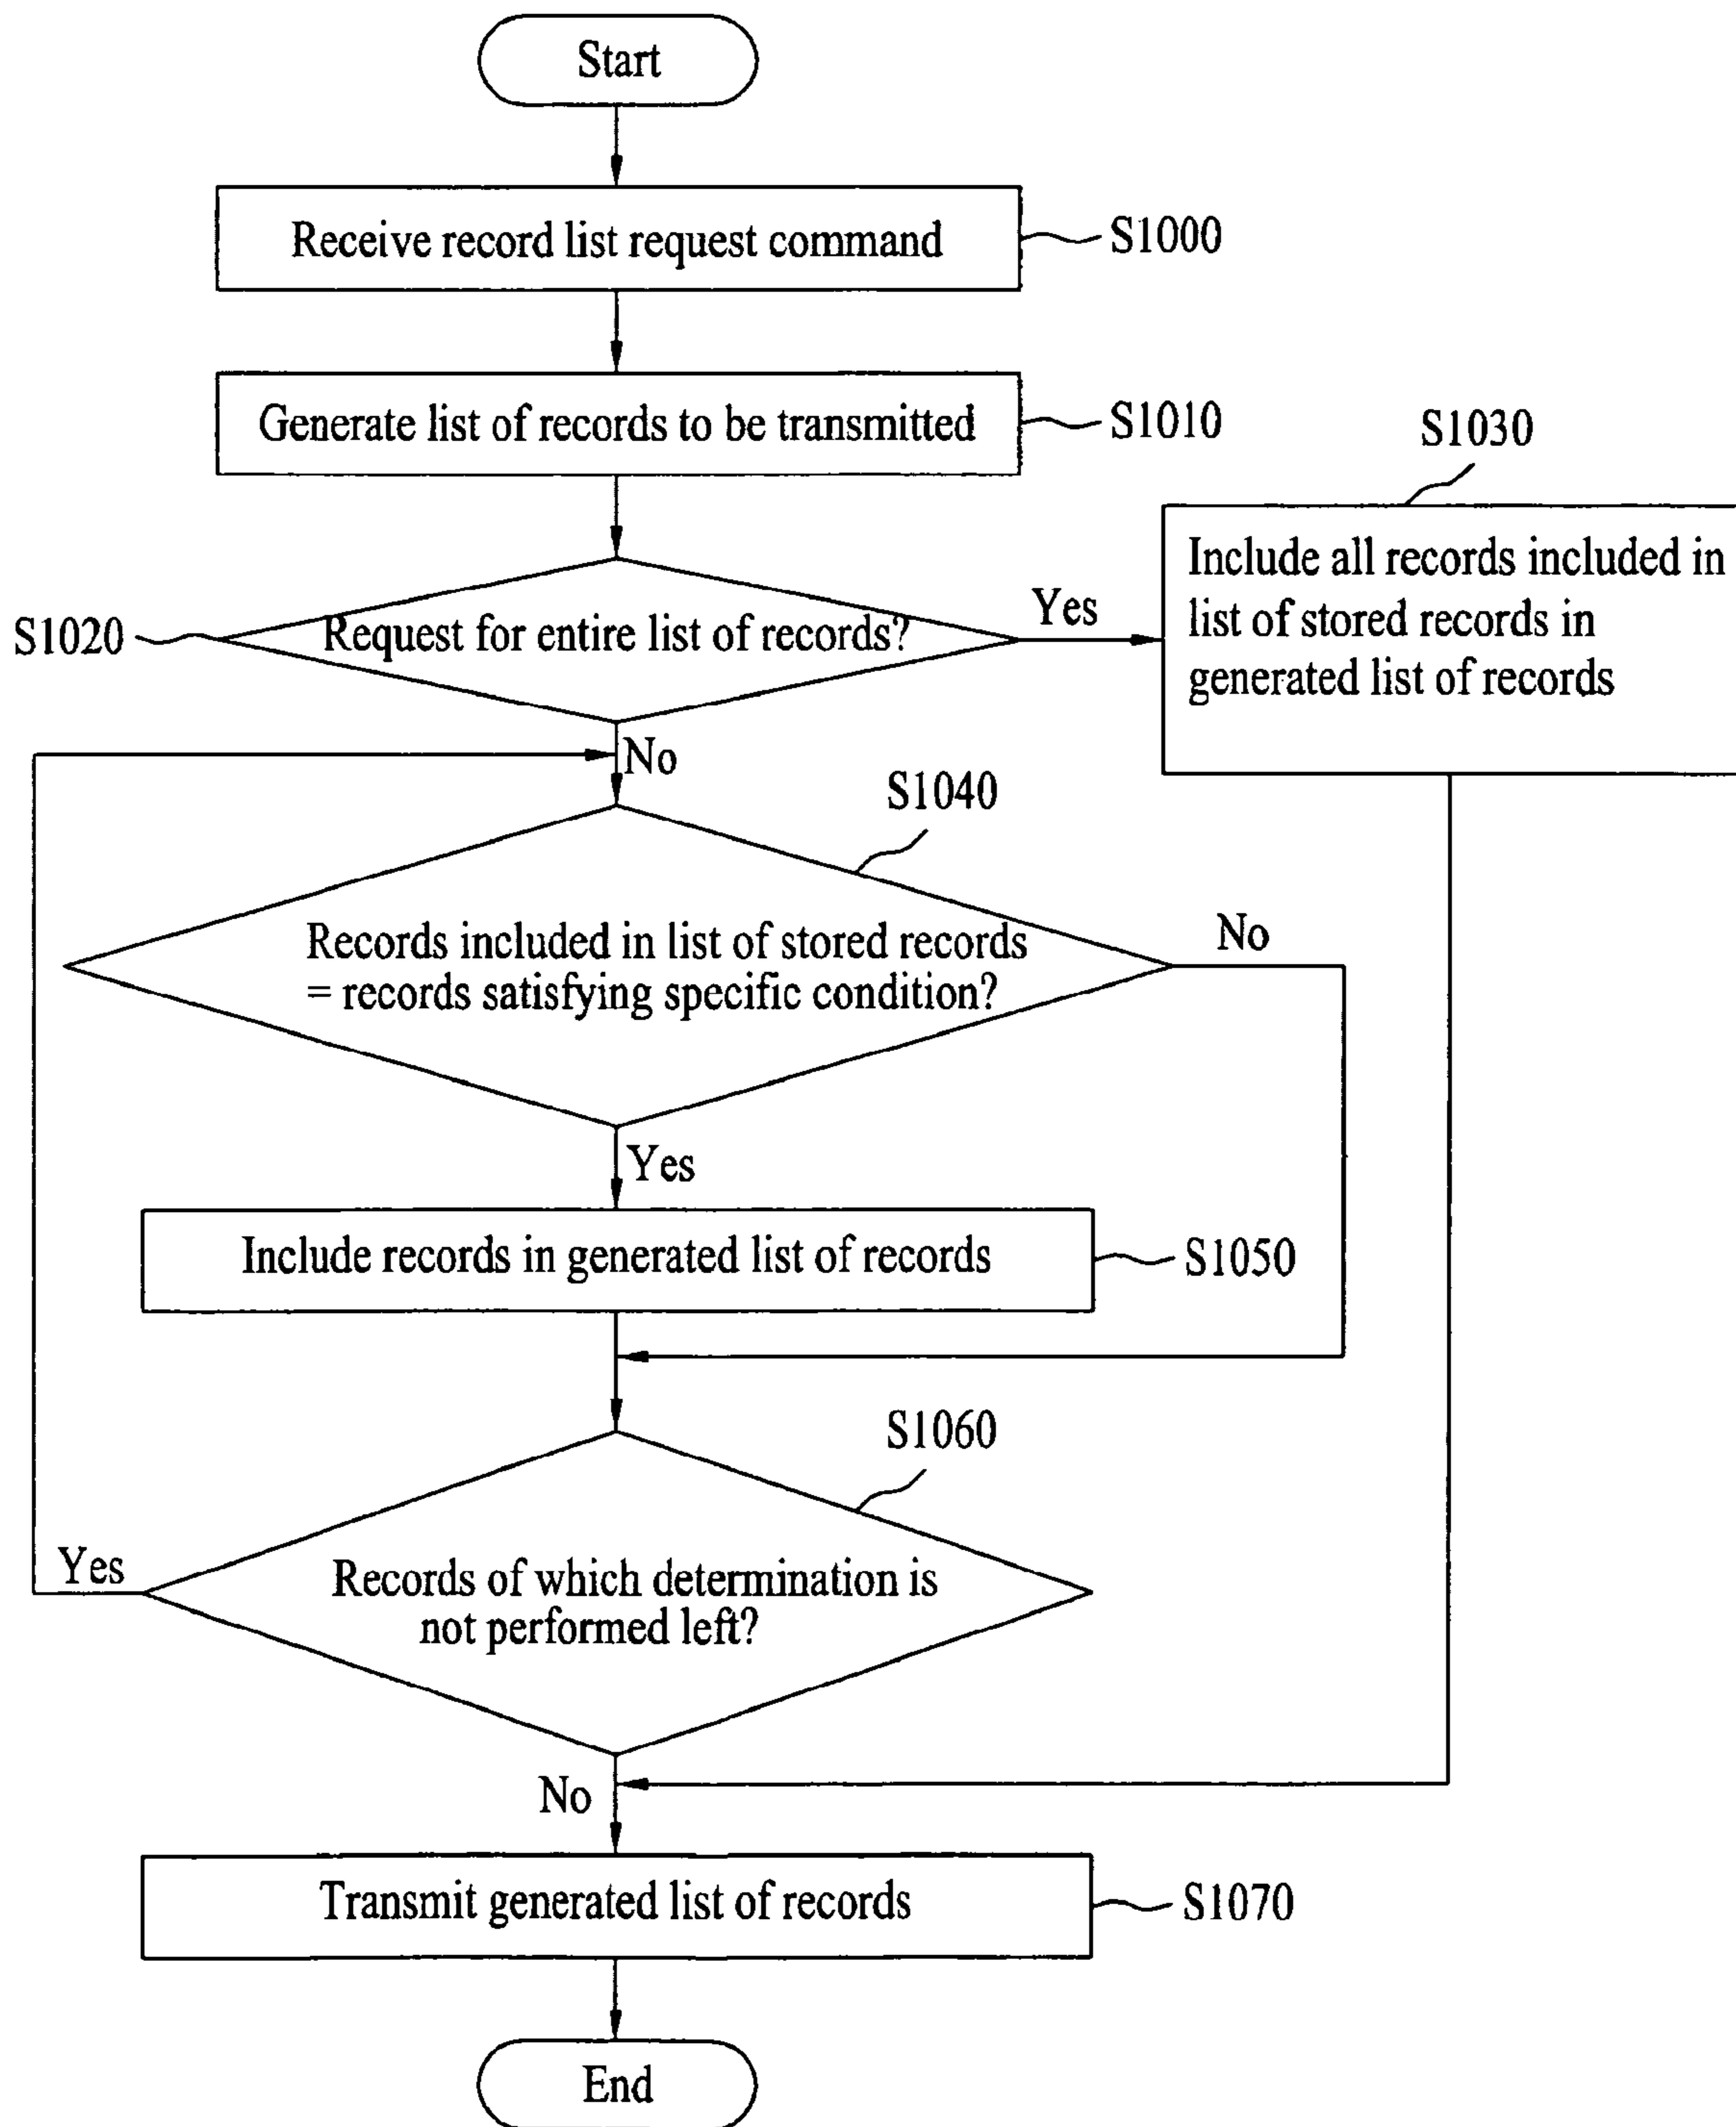 Start
Receive record list request command
S1000
Generate list of records to be transmitted
S1010
S1030
Include all records included in
list of stored records in
generated list of records
S1020
Request for entire list of records?
Yes
No
S1040
Records included in list of stored records
= records satisfying specific condition?
No
Yes
Include records in generated list of records
S1050
S1060
Yes
Records of which determination is
not performed left?
No
Transmit generated list of records
S1070
End